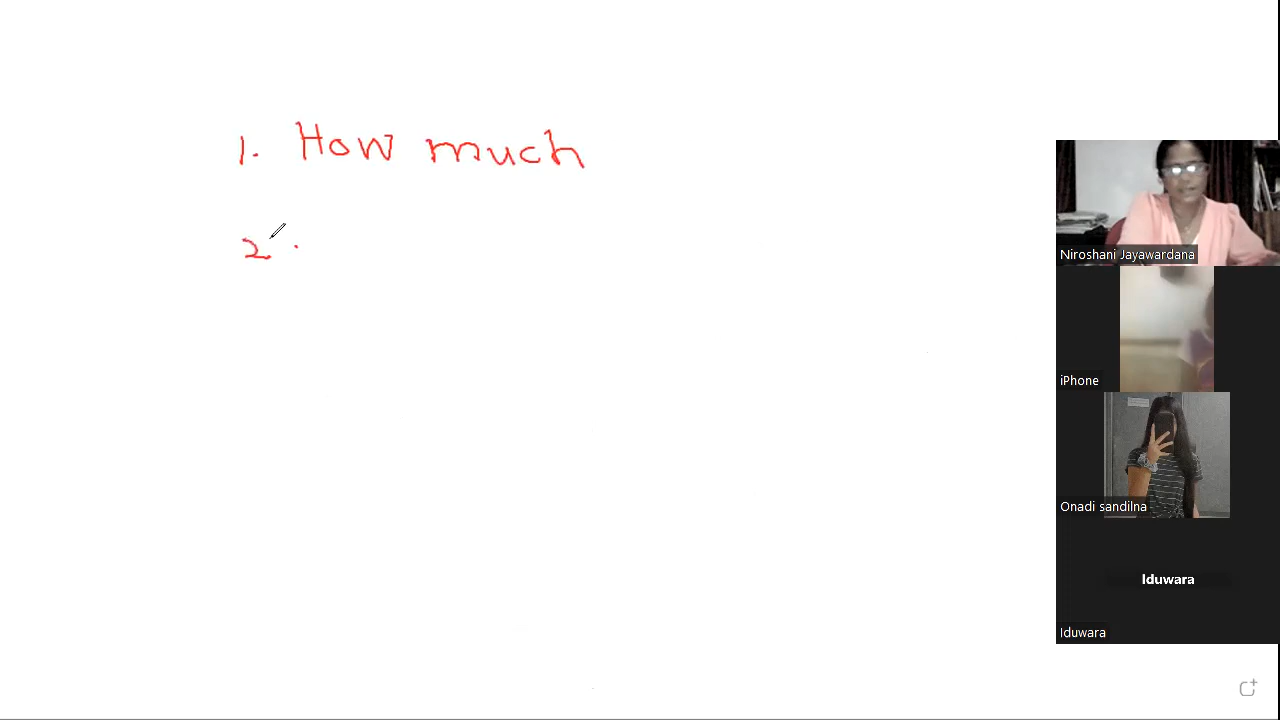 1. How much
2.
Niroshani Jayawardana
iPhone
Onadi sandilna
Iduwara
Iduwara